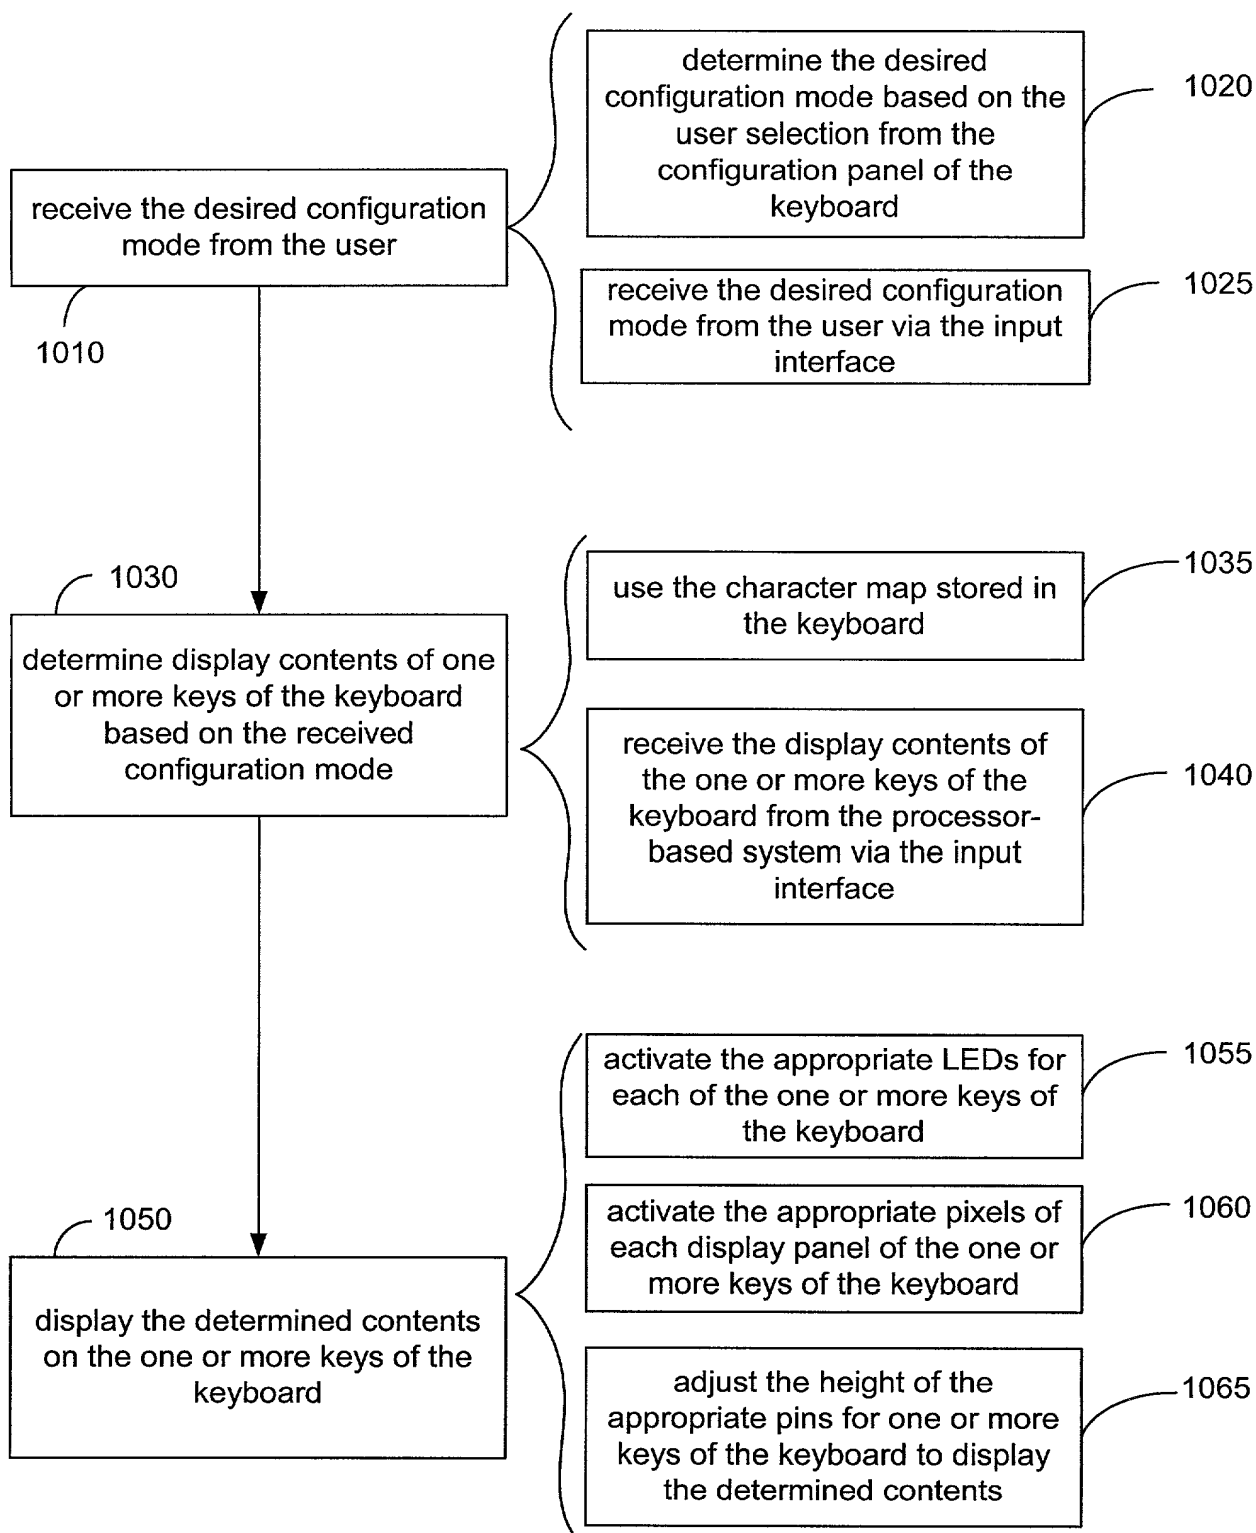 determine the desired
configuration mode based on the
user selection from the
configuration panel of the
keyboard
1020
receive the desired configuration
mode from the user
1010
receive the desired configuration
mode from the user via the input
interface
1025
1030
determine display contents of one
or more keys of the keyboard
based on the received
configuration mode
use the character map stored in
the keyboard
1035
receive the display contents of
the one or more keys of the
keyboard from the processor-
based system via the input
interface
1040
1050
display the determined contents
on the one or more keys of the
keyboard
activate the appropriate LEDs for
each of the one or more keys of
the keyboard
1055
activate the appropriate pixels of
each display panel of the one or
more keys of the keyboard
1060
adjust the height of the
appropriate pins for one or more
keys of the keyboard to display
the determined contents
1065